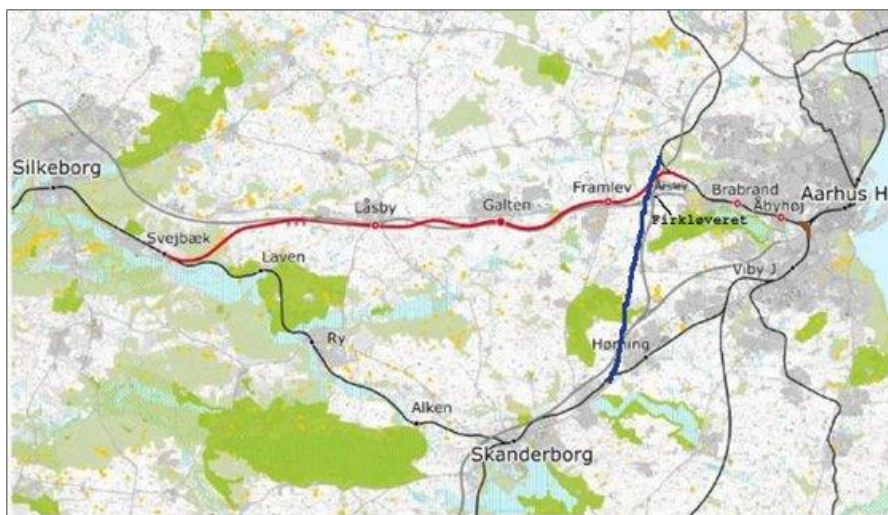 Silkeborg
Svejbæk
Laven
Ry
Alken
Skanderborg
Låsby
Galten
Framlev
Årslev
Firkløveret
Brabrand
Åbyhøj
Aarhus H
Viby J
Hørning